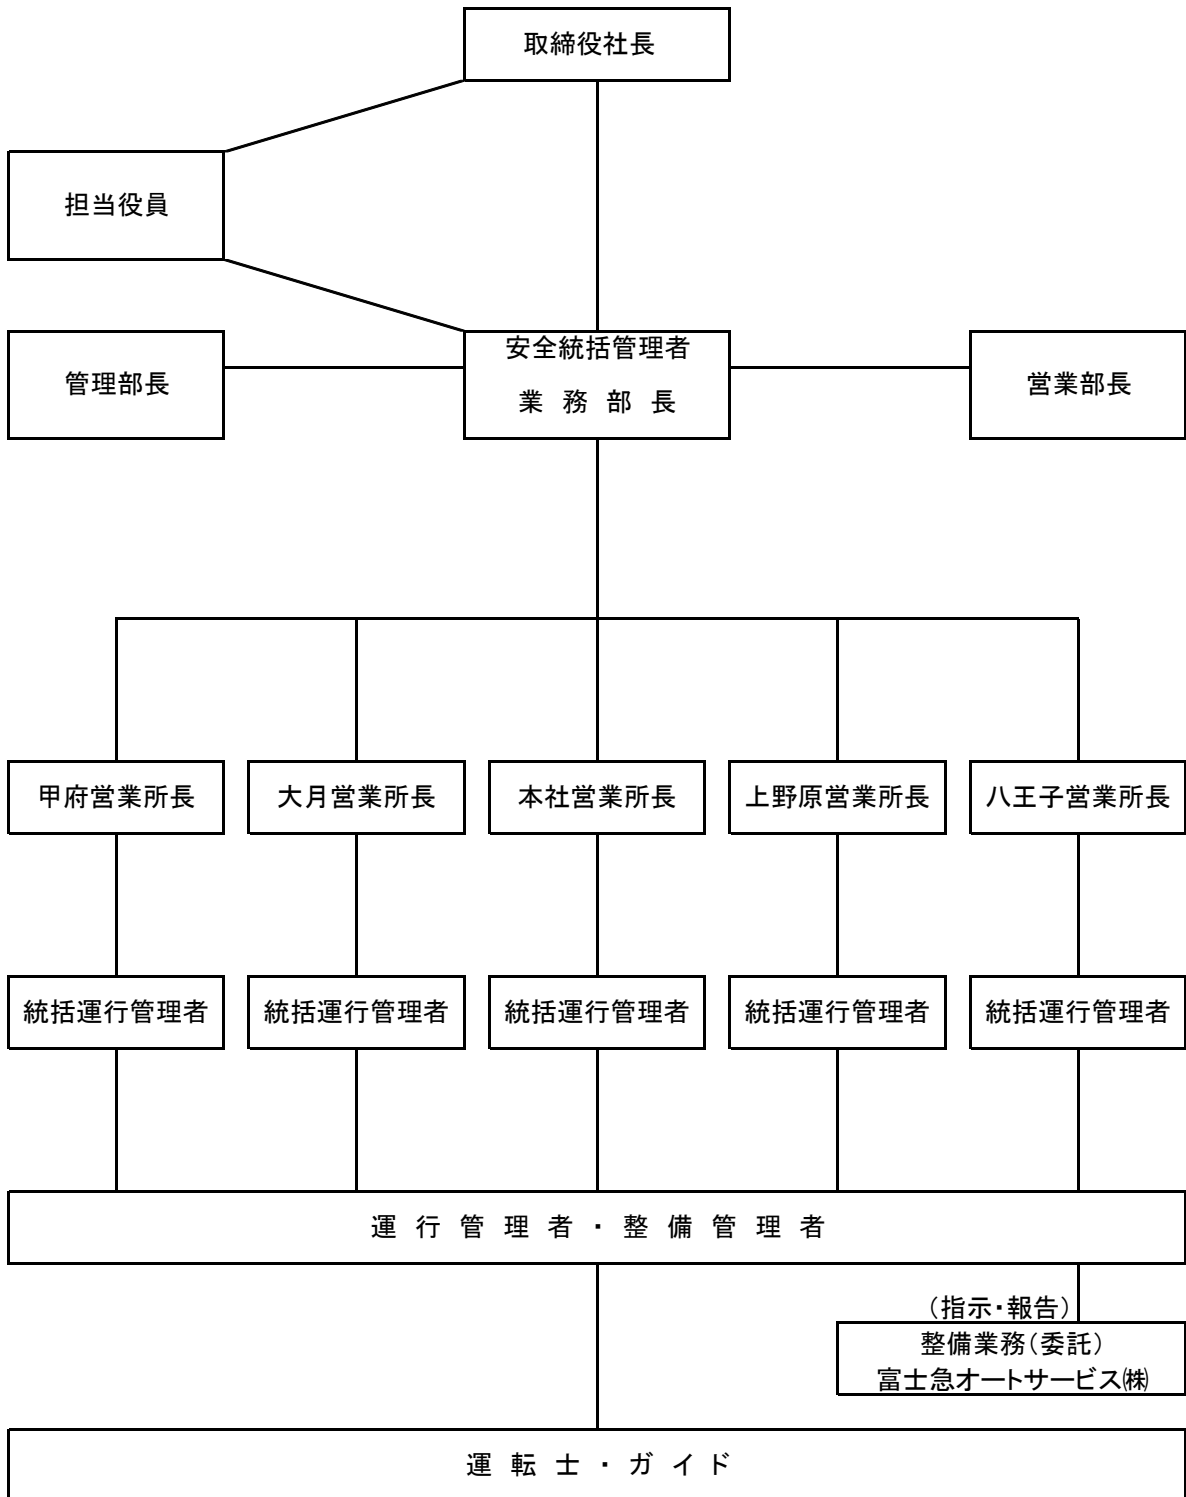 取締役社長
担当役員
安全統括管理者
管理部長
営業部長
業務部長
甲府営業所長
大月営業所長
本社営業所長
上野原営業所長
八王子営業所長
統括運行管理者
統括運行管理者
統括運行管理者
統括運行管理者
統括運行管理者
運行管理者・整備管理者
（指示・報告）
整備業務（委託）
富士急オートサービス㈱
運転士・ガイド